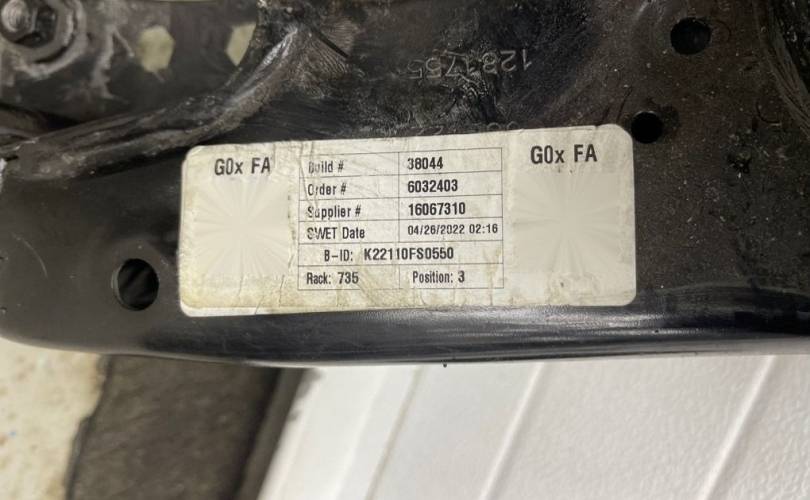 1281755
G0x FA
Build # 38044
Order # 6032403
Supplier # 16067310
SWET Date 04/26/2022 02:16
B-ID: K22110FS0550
Rack: 735 Position: 3
G0x FA